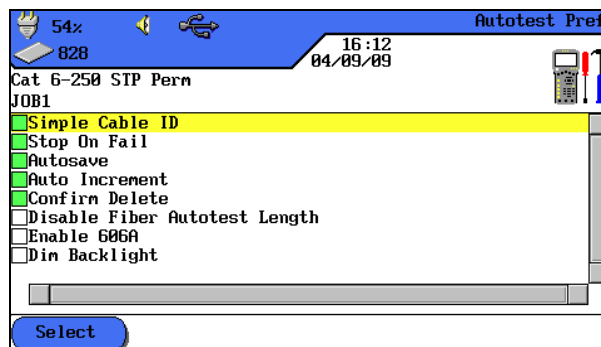 54%
Autotest Pref
828
16:12
04/09/09
Cat 6-250 STP Perm
JOB1
Simple Cable ID
Stop On Fail
Autosave
Auto Increment
Confirm Delete
Disable Fiber Autotest Length
Enable 606A
Dim Backlight
Select